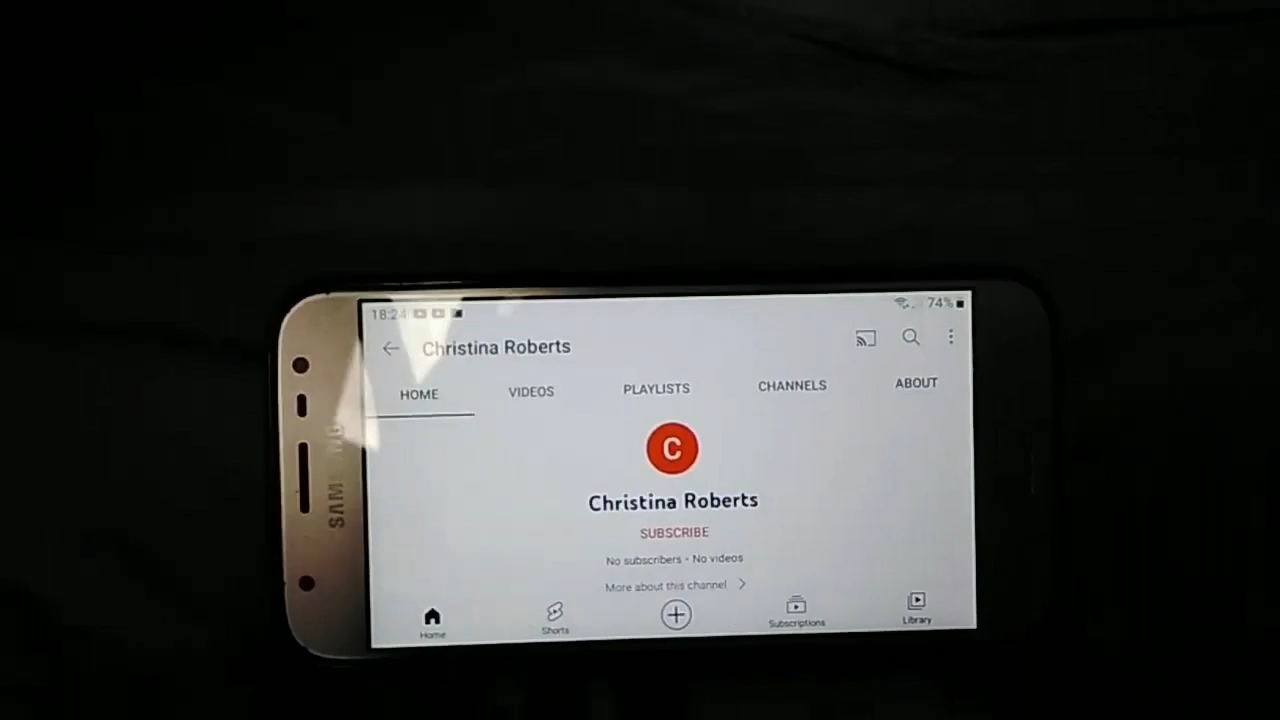 18:24 74%
Christina Roberts
HOME VIDEOS PLAYLISTS CHANNELS ABOUT
C
Christina Roberts
SUBSCRIBE
No subscribers • No videos
More about this channel
Home Shorts Subscriptions Library
SAMSUNG